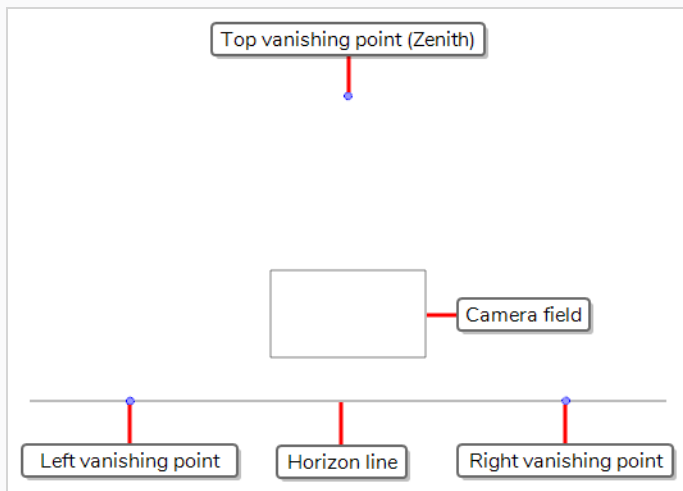 Top vanishing point (Zenith)
Camera field
Left vanishing point
Horizon line
Right vanishing point